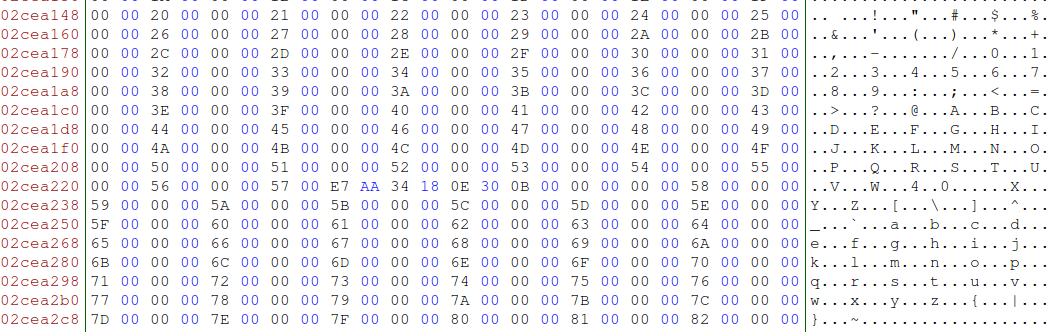 02cea148 00 00 20 00 00 00 21 00 00 00 22 00 00 00 23 00 00 00 24 00 00 00 25 00 .. ...!..."...#...$...%.
02cea160 00 00 26 00 00 00 27 00 00 00 28 00 00 00 29 00 00 00 2A 00 00 00 2B 00 ..&...'...(...)...*...+.
02cea178 00 00 2C 00 00 00 2D 00 00 00 2E 00 00 00 2F 00 00 00 30 00 00 00 31 00 ..,...-......./...0...1.
02cea190 00 00 32 00 00 00 33 00 00 00 34 00 00 00 35 00 00 00 36 00 00 00 37 00 ..2...3...4...5...6...7.
02cea1a8 00 00 38 00 00 00 39 00 00 00 3A 00 00 00 3B 00 00 00 3C 00 00 00 3D 00 ..8...9...:...;...<...=.
02cea1c0 00 00 3E 00 00 00 3F 00 00 00 40 00 00 00 41 00 00 00 42 00 00 00 43 00 ..>...?...@...A...B...C.
02cea1d8 00 00 44 00 00 00 45 00 00 00 46 00 00 00 47 00 00 00 48 00 00 00 49 00 ..D...E...F...G...H...I.
02cea1f0 00 00 4A 00 00 00 4B 00 00 00 4C 00 00 00 4D 00 00 00 4E 00 00 00 4F 00 ..J...K...L...M...N...O.
02cea208 00 00 50 00 00 00 51 00 00 00 52 00 00 00 53 00 00 00 54 00 00 00 55 00 ..P...Q...R...S...T...U.
02cea220 00 00 56 00 00 00 57 00 E7 AA 34 18 0E 30 0B 00 00 00 00 00 58 00 00 00 ..V...W...4..0......X...
02cea238 59 00 00 00 5A 00 00 00 5B 00 00 00 5C 00 00 00 5D 00 00 00 5E 00 00 00 Y...Z...[...\...]...^...
02cea250 5F 00 00 00 60 00 00 00 61 00 00 00 62 00 00 00 63 00 00 00 64 00 00 00 _...`...a...b...c...d...
02cea268 65 00 00 00 66 00 00 00 67 00 00 00 68 00 00 00 69 00 00 00 6A 00 00 00 e...f...g...h...i...j...
02cea280 6B 00 00 00 6C 00 00 00 6D 00 00 00 6E 00 00 00 6F 00 00 00 70 00 00 00 k...l...m...n...o...p...
02cea298 71 00 00 00 72 00 00 00 73 00 00 00 74 00 00 00 75 00 00 00 76 00 00 00 q...r...s...t...u...v...
02cea2b0 77 00 00 00 78 00 00 00 79 00 00 00 7A 00 00 00 7B 00 00 00 7C 00 00 00 w...x...y...z...{...|...
02cea2c8 7D 00 00 00 7E 00 00 00 7F 00 00 00 80 00 00 00 81 00 00 00 82 00 00 00 }...~...................